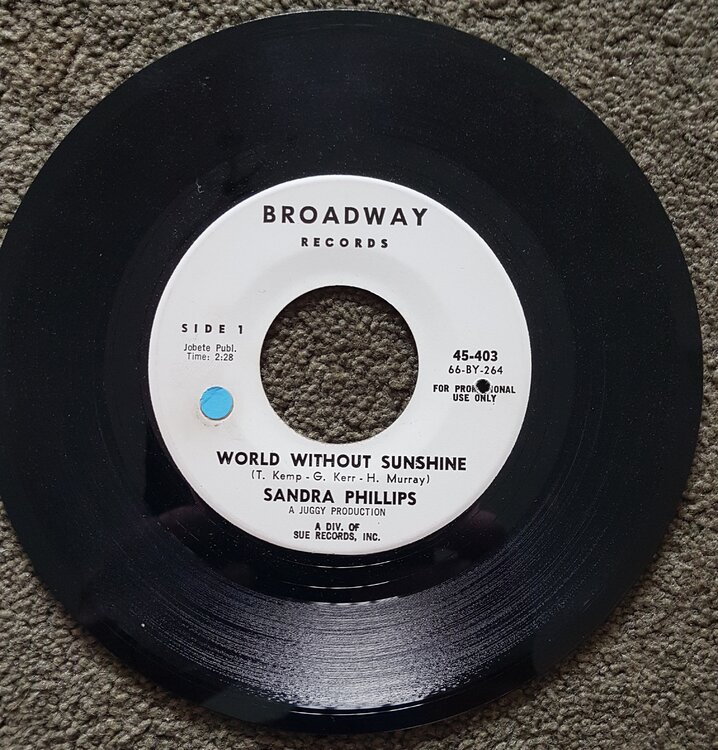 BROADWAY
RECORDS
SIDE 1
Jobete Publ.
Time: 2:28
45-403
66-BY-264
FOR USE ONLY
WORLD WITHOUT SUNSHINE
(T. Kemp - G. Kerr - H. Murray)
SANDRA PHILLIPS
A JUGGY PRODUCTION
A DIV. OF
SUE RECORDS, INC.